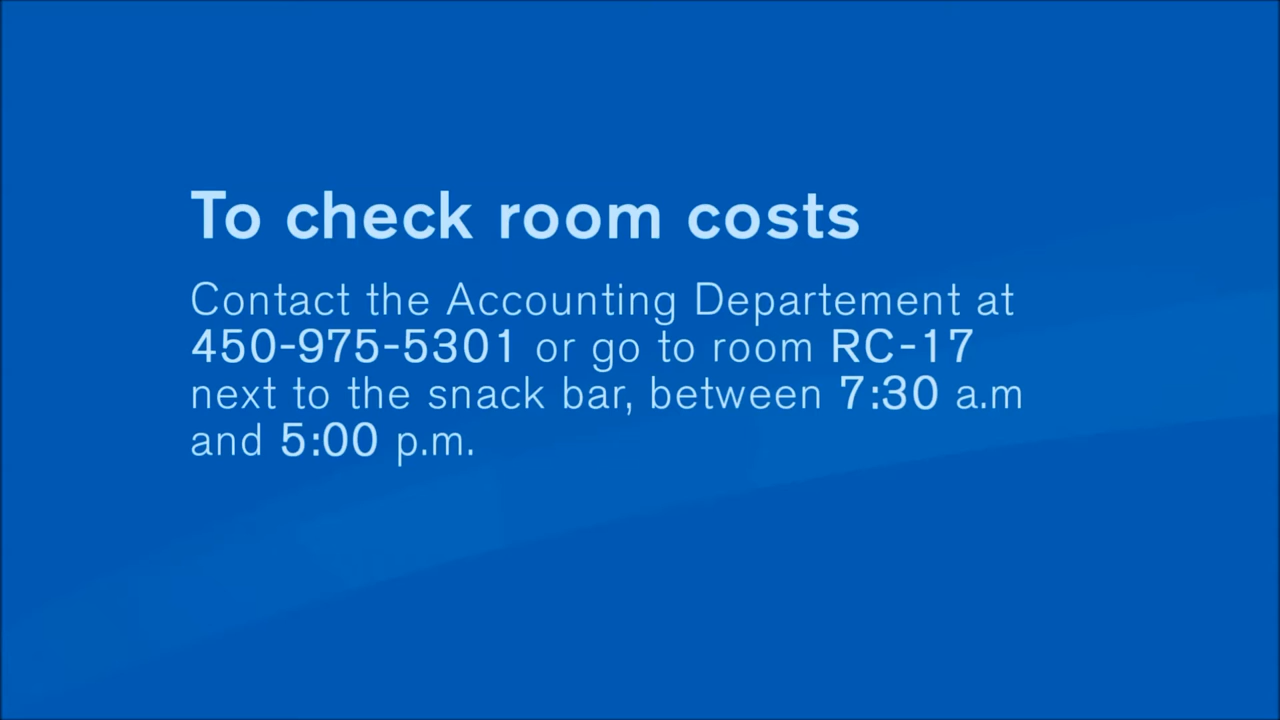 To check room costs
Contact the Accounting Departement at
450-975-5301 or go to room RC-17
next to the snack bar, between 7:30 a.m
and 5:00 p.m.